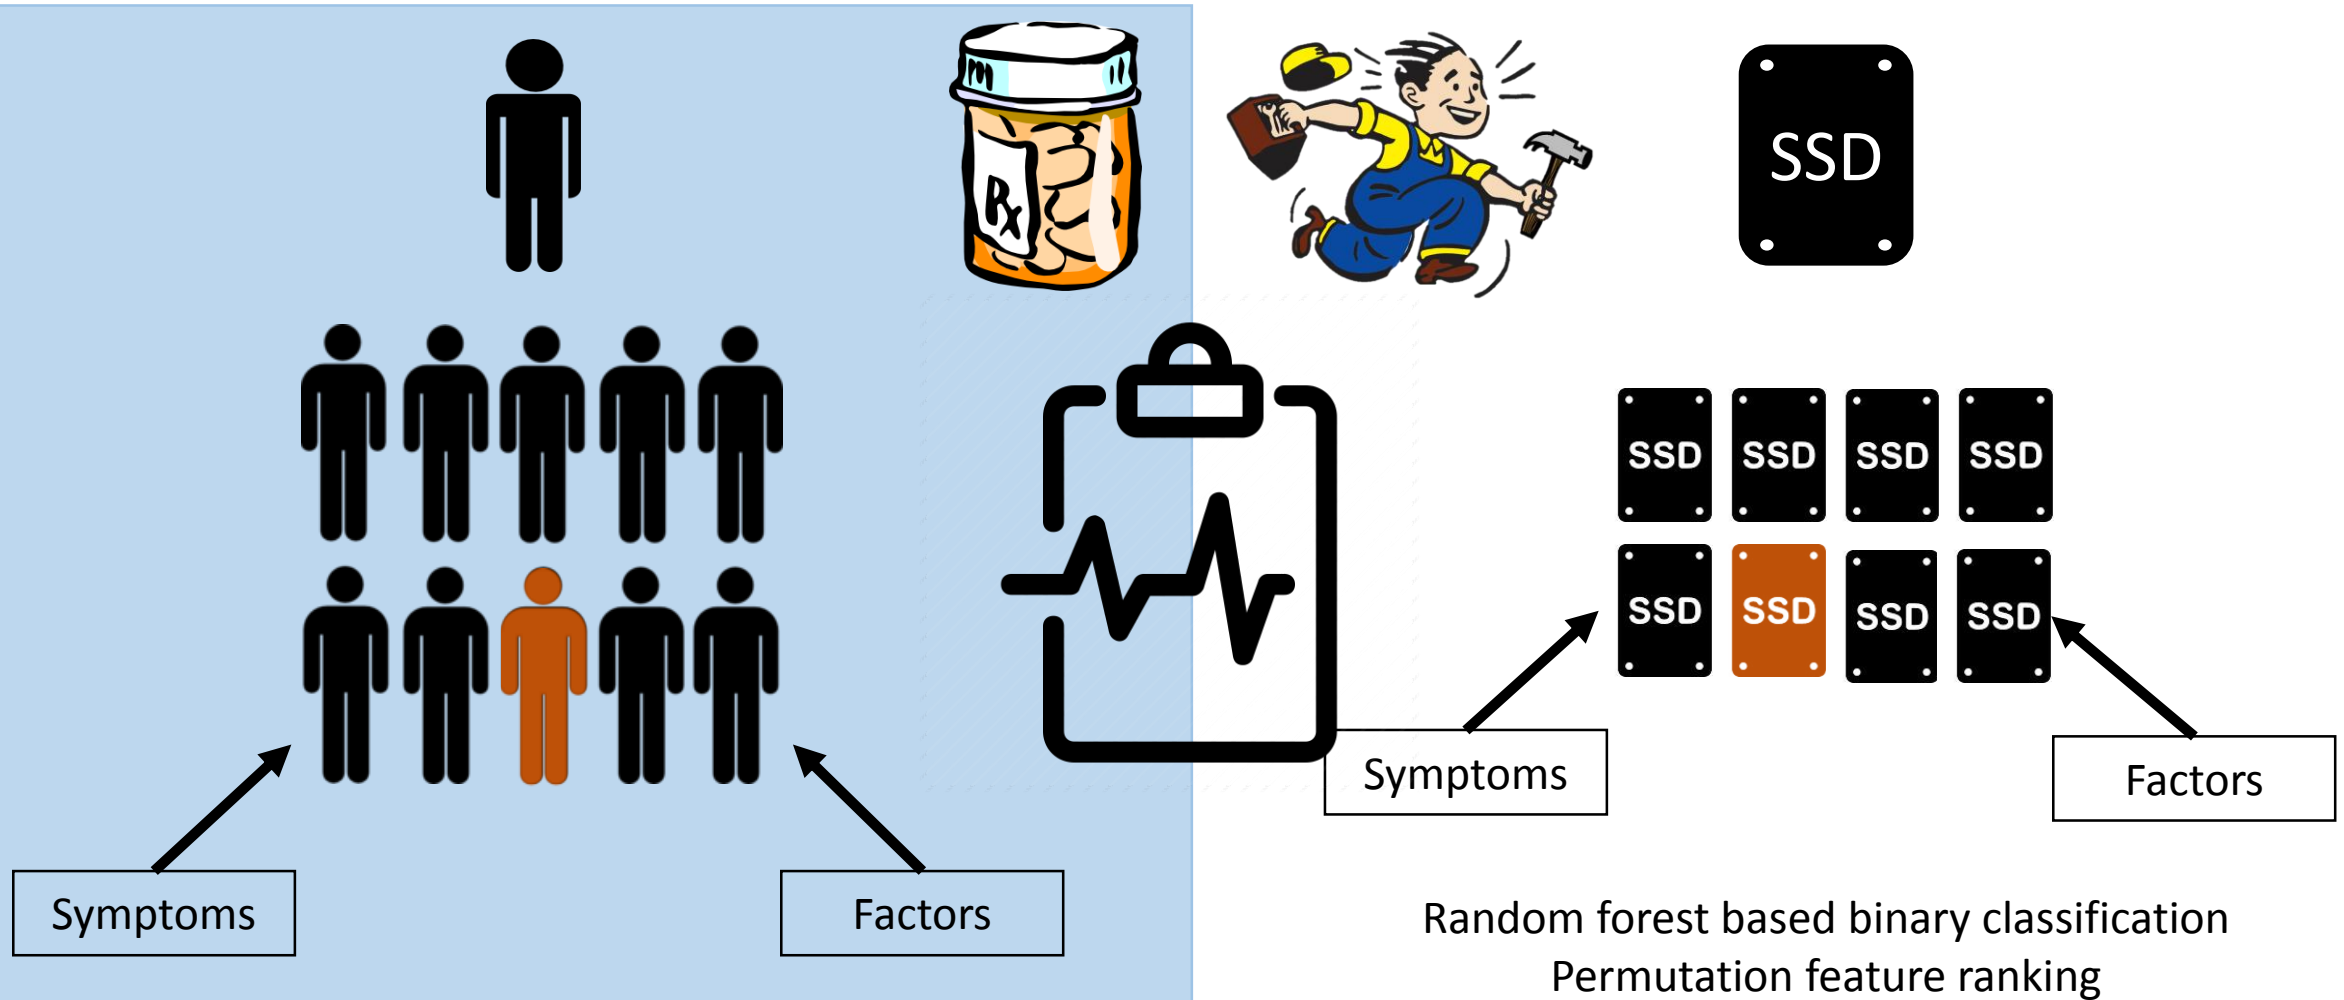 Rx
SSD
SSD SSD SSD SSD
SSD SSD SSD SSD
Symptoms
Factors
Symptoms
Factors
Random forest based binary classification
Permutation feature ranking